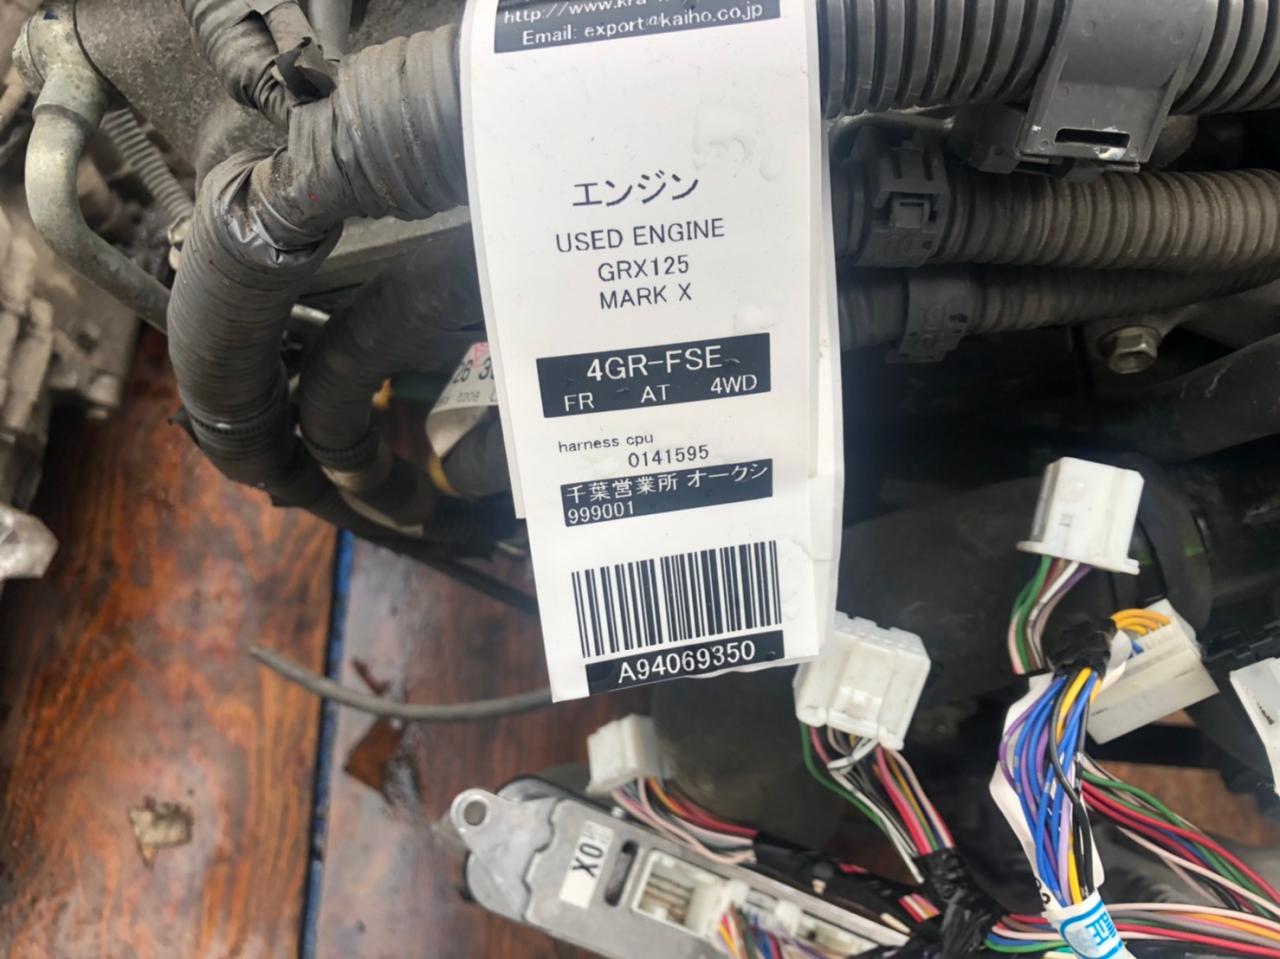 Email: export@kaiho.co.jp
エンジン
USED ENGINE
GRX125
MARK X
4GR-FSE
FR AT 4WD
harness cpu
0141595
千葉営業所 オークシ
999001
A94069350